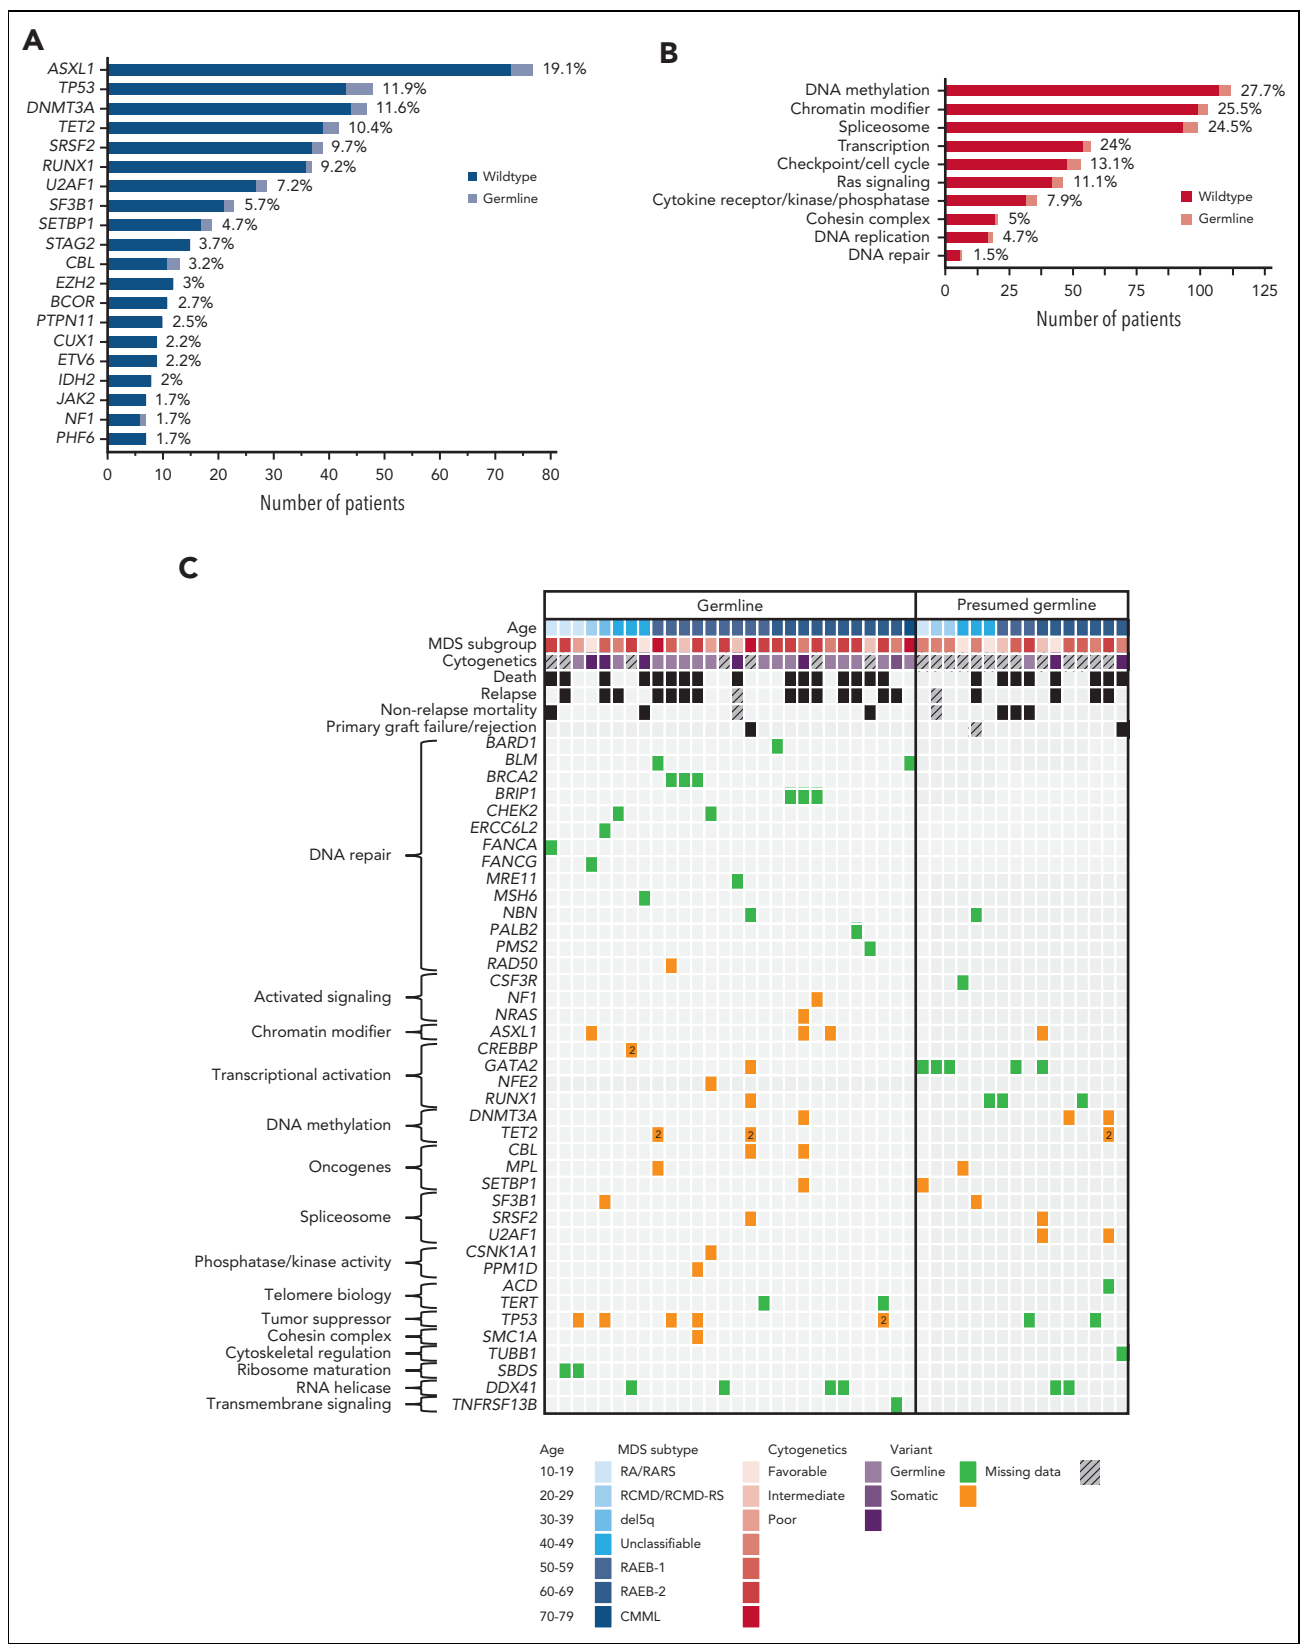 A
ASXL1 19.1%
TP53 11.9%
DNMT3A 11.6%
TET2 10.4%
SRSF2 9.7%
RUNX1 9.2%
U2AF1 7.2%
SF3B1 5.7%
SETBP1 4.7%
STAG2 3.7%
CBL 3.2%
EZH2 3%
BCOR 2.7%
PTPN11 2.5%
CUX1 2.2%
ETV6 2.2%
IDH2 2%
JAK2 1.7%
NF1 1.7%
PHF6 1.7%
Wildtype
Germline
0 10 20 30 40 50 60 70 80
Number of patients
B
DNA methylation 27.7%
Chromatin modifier 25.5%
Spliceosome 24.5%
Transcription 24%
Checkpoint/cell cycle 13.1%
Ras signaling 11.1%
Cytokine receptor/kinase/phosphatase 7.9%
Cohesin complex 5%
DNA replication 4.7%
DNA repair 1.5%
Wildtype
Germline
0 25 50 75 100 125
Number of patients
C
Germline Presumed germline
Age
MDS subgroup
Cytogenetics
Death
Relapse
Non-relapse mortality
Primary graft failure/rejection
BARD1
BLM
BRCA2
BRIP1
CHEK2
ERCC6L2
FANCA
DNA repair
FANCG
MRE11
MSH6
NBN
PALB2
PMS2
RAD50
CSF3R
Activated signaling NF1
NRAS
Chromatin modifier ASXL1
CREBBP 2
Transcriptional activation GATA2
NFE2
RUNX1
DNA methylation DNMT3A
TET2 2 2 2
CBL
Oncogenes MPL
SETBP1
SF3B1
Spliceosome SRSF2
U2AF1
Phosphatase/kinase activity CSNK1A1
PPM1D
ACD
Telomere biology TERT
Tumor suppressor TP53 2
Cohesin complex SMC1A
Cytoskeletal regulation TUBB1
Ribosome maturation SBDS
RNA helicase DDX41
Transmembrane signaling TNFRSF13B
Age MDS subtype Cytogenetics Variant
10-19 RA/RARS Favorable Germline Missing data
20-29 RCMD/RCMD-RS Intermediate Somatic
30-39 del5q Poor
40-49 Unclassifiable
50-59 RAEB-1
60-69 RAEB-2
70-79 CMML